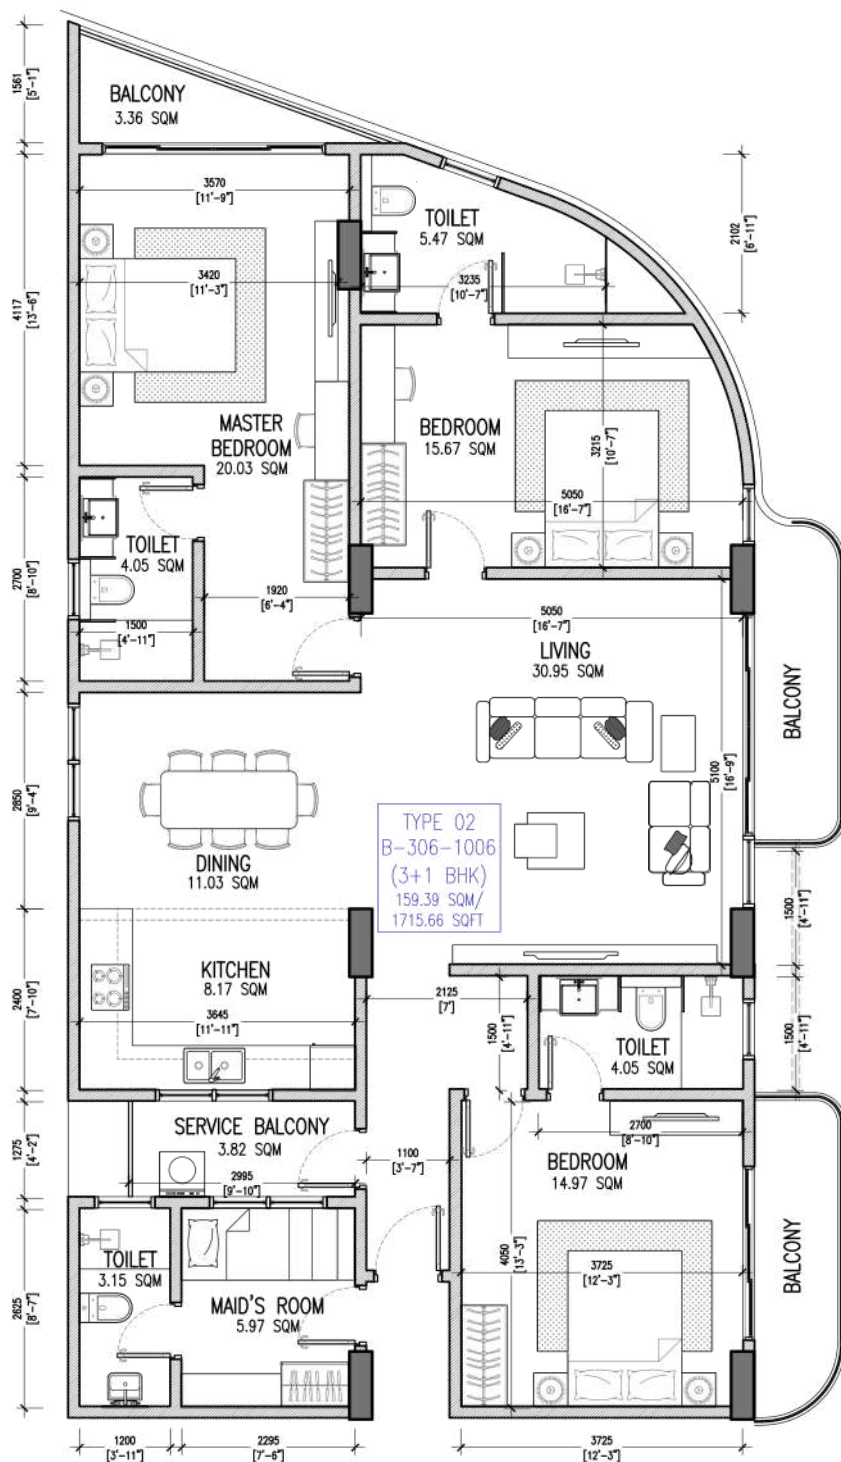 1561
[5'-1"]
BALCONY
3.36 SQM
3570
[11'-9"]
TOILET
5.47 SQM
2102
[6'-11"]
3420
[11'-3"]
3235
[10'-7"]
4117
[13'-6"]
MASTER
BEDROOM
20.03 SQM
BEDROOM
15.67 SQM
3215
[10'-7"]
5050
[16'-7"]
TOILET
4.05 SQM
2700
[8'-10"]
1920
[6'-4"]
1500
[4'-11"]
5050
[16'-7"]
LIVING
30.95 SQM
BALCONY
5100
[16'-9"]
2850
[9'-4"]
DINING
11.03 SQM
TYPE 02
B-306-1006
(3+1 BHK)
159.39 SQM/
1715.66 SQFT
1500
[4'-11"]
KITCHEN
8.17 SQM
2400
[7'-10"]
3645
[11'-11"]
2125
[7']
1500
[4'-11"]
TOILET
4.05 SQM
1500
[4'-11"]
SERVICE BALCONY
3.82 SQM
1275
[4'-2"]
2995
[9'-10"]
1100
[3'-7"]
2700
[8'-10"]
BEDROOM
14.97 SQM
4050
[13'-3"]
3725
[12'-3"]
BALCONY
TOILET
3.15 SQM
2625
[8'-7"]
MAID'S ROOM
5.97 SQM
1200
[3'-11"]
2295
[7'-6"]
3725
[12'-3"]